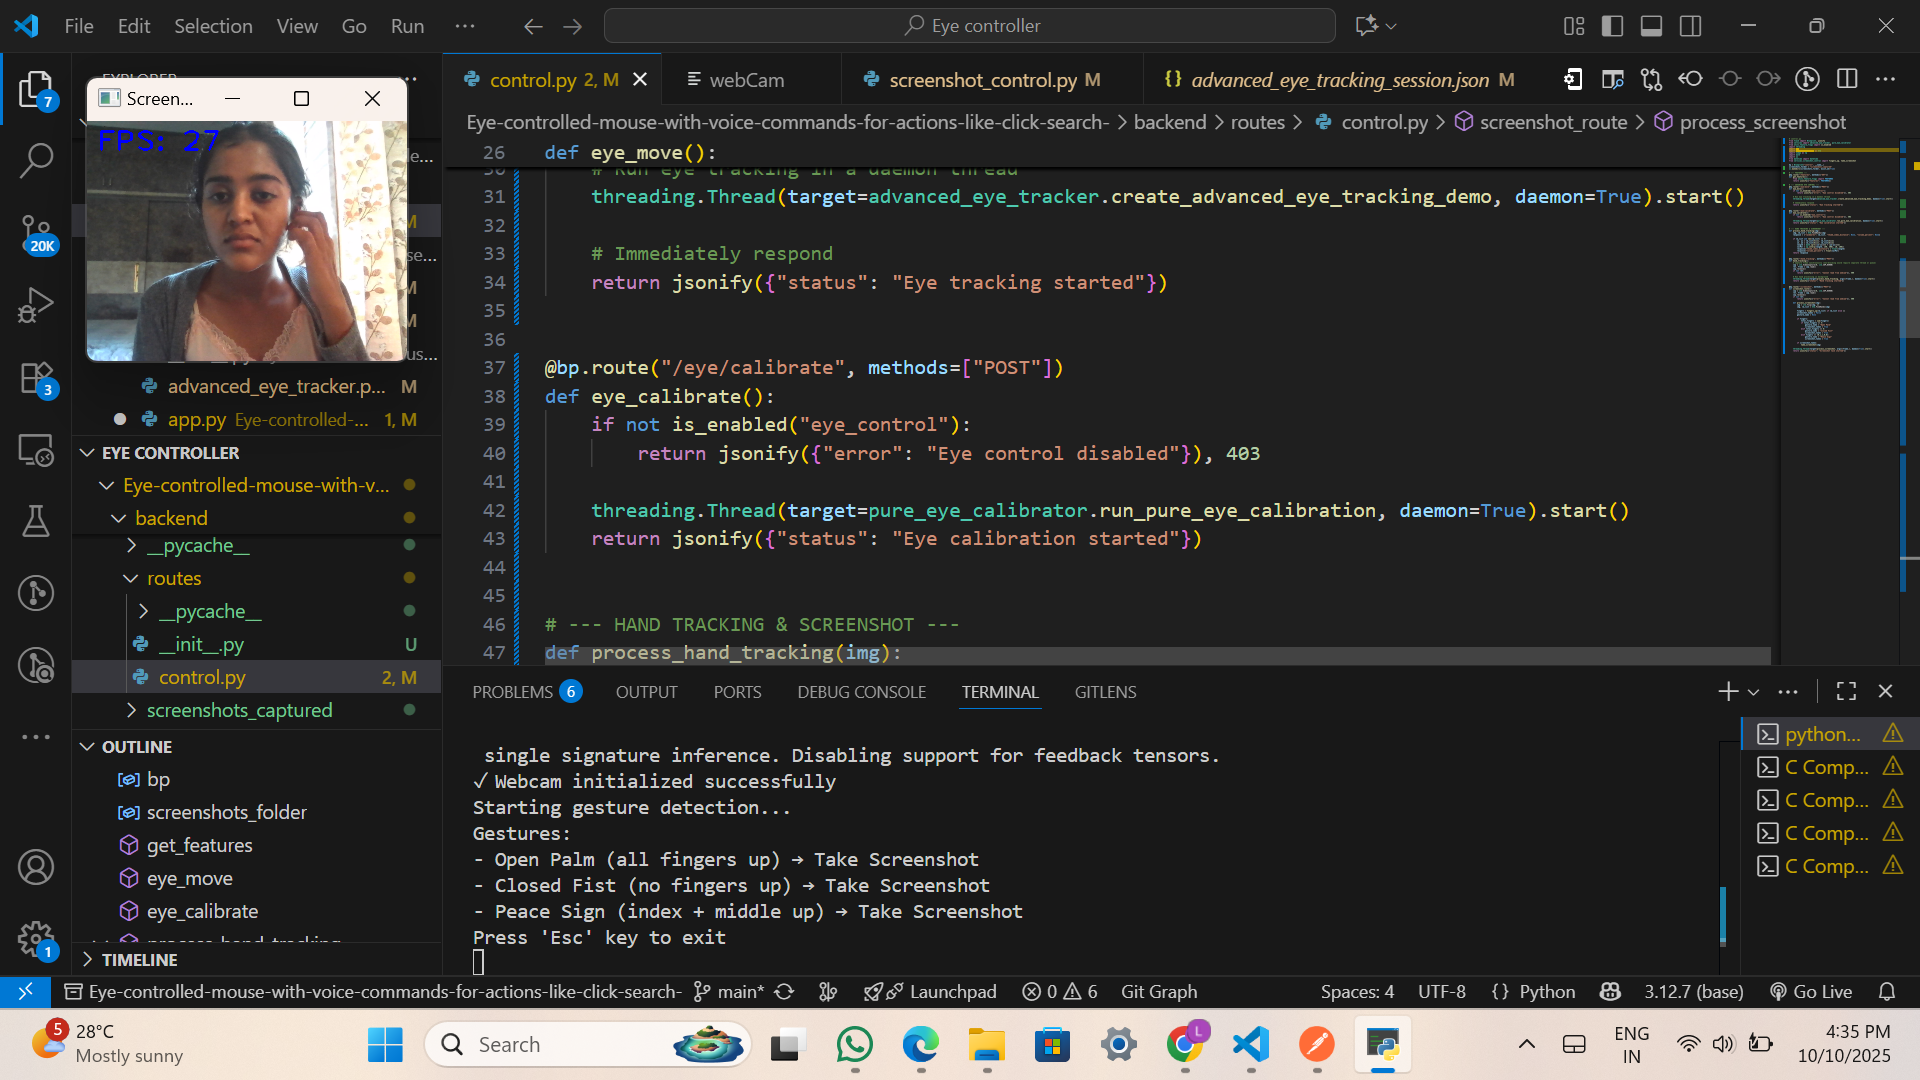 File Edit Selection View Go Run ...
Eye controller
EXPLORER
Screen...
FPS: 27
7
20K
3
1
advanced_eye_tracker.p... M
app.py Eye-controlled-... 1, M
EYE CONTROLLER
Eye-controlled-mouse-with-v...
backend
__pycache__
routes
__pycache__
__init__.py U
control.py 2, M
screenshots_captured
OUTLINE
bp
screenshots_folder
get_features
eye_move
eye_calibrate
process_hand_tracking
TIMELINE
control.py 2, M
webCam
screenshot_control.py M
advanced_eye_tracking_session.json M
Eye-controlled-mouse-with-voice-commands-for-actions-like-click-search- > backend > routes > control.py > screenshot_route > process_screenshot
26 def eye_move():
30 # Run eye tracking in a daemon thread
31 threading.Thread(target=advanced_eye_tracker.create_advanced_eye_tracking_demo, daemon=True).start()
32
33 # Immediately respond
34 return jsonify({"status": "Eye tracking started"})
35
36
37 @bp.route("/eye/calibrate", methods=["POST"])
38 def eye_calibrate():
39 if not is_enabled("eye_control"):
40 return jsonify({"error": "Eye control disabled"}), 403
41
42 threading.Thread(target=pure_eye_calibrator.run_pure_eye_calibration, daemon=True).start()
43 return jsonify({"status": "Eye calibration started"})
44
45
46 # --- HAND TRACKING & SCREENSHOT ---
47 def process_hand_tracking(img):
PROBLEMS 6 OUTPUT PORTS DEBUG CONSOLE TERMINAL GITLENS
single signature inference. Disabling support for feedback tensors.
✓ Webcam initialized successfully
Starting gesture detection...
Gestures:
- Open Palm (all fingers up) → Take Screenshot
- Closed Fist (no fingers up) → Take Screenshot
- Peace Sign (index + middle up) → Take Screenshot
Press 'Esc' key to exit
python...
C Comp...
C Comp...
C Comp...
C Comp...
Eye-controlled-mouse-with-voice-commands-for-actions-like-click-search- main* Launchpad 0 6 Git Graph Spaces: 4 UTF-8 {} Python 3.12.7 (base) Go Live
5
28°C
Mostly sunny
Search
L
ENG
IN
4:35 PM
10/10/2025